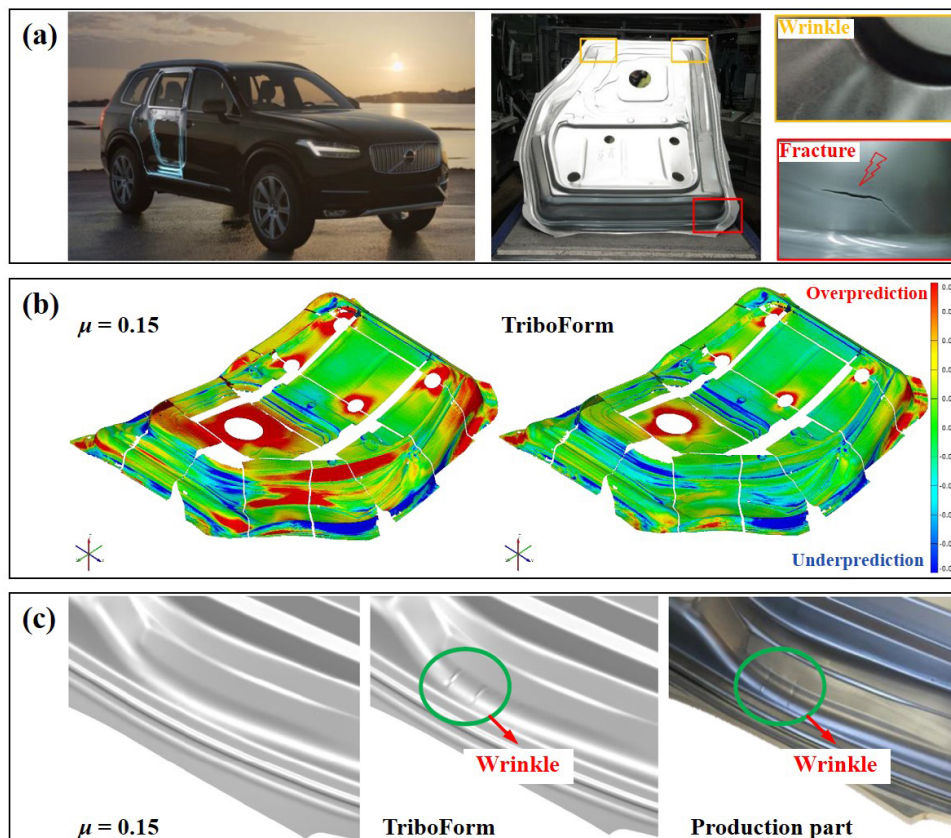 (a)
Wrinkle
Fracture
(b)
μ = 0.15
TriboForm
Overprediction
Underprediction
(c)
Wrinkle
Wrinkle
μ = 0.15
TriboForm
Production part